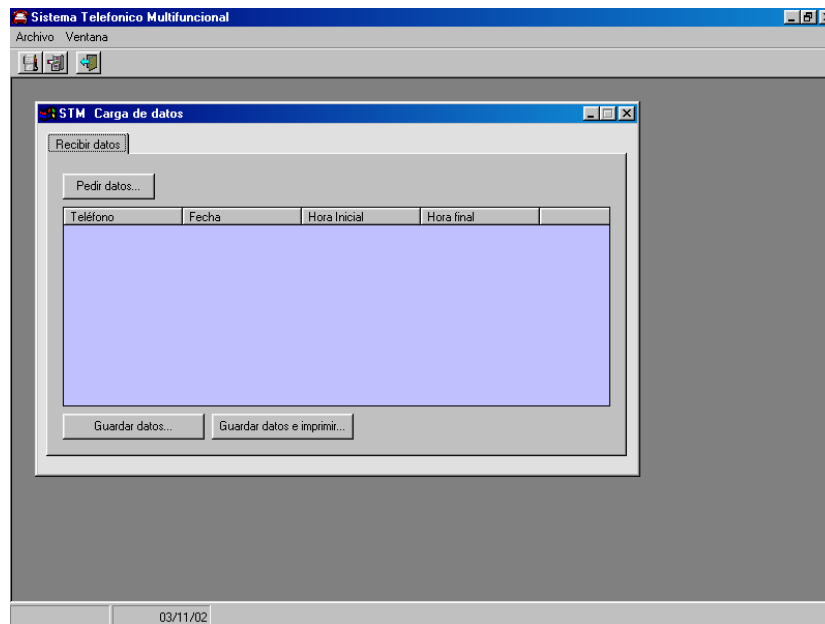 Sistema Telefonico Multifuncional
Archivo Ventana
STM Carga de datos
Recibir datos
Pedir datos...
Teléfono Fecha Hora Inicial Hora final
Guardar datos... Guardar datos e imprimir...
03/11/02